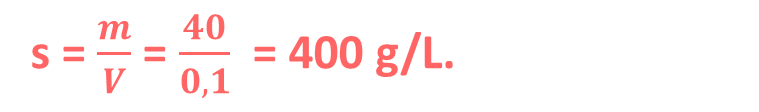 s = m/V = 40/0,1 = 400 g/L.